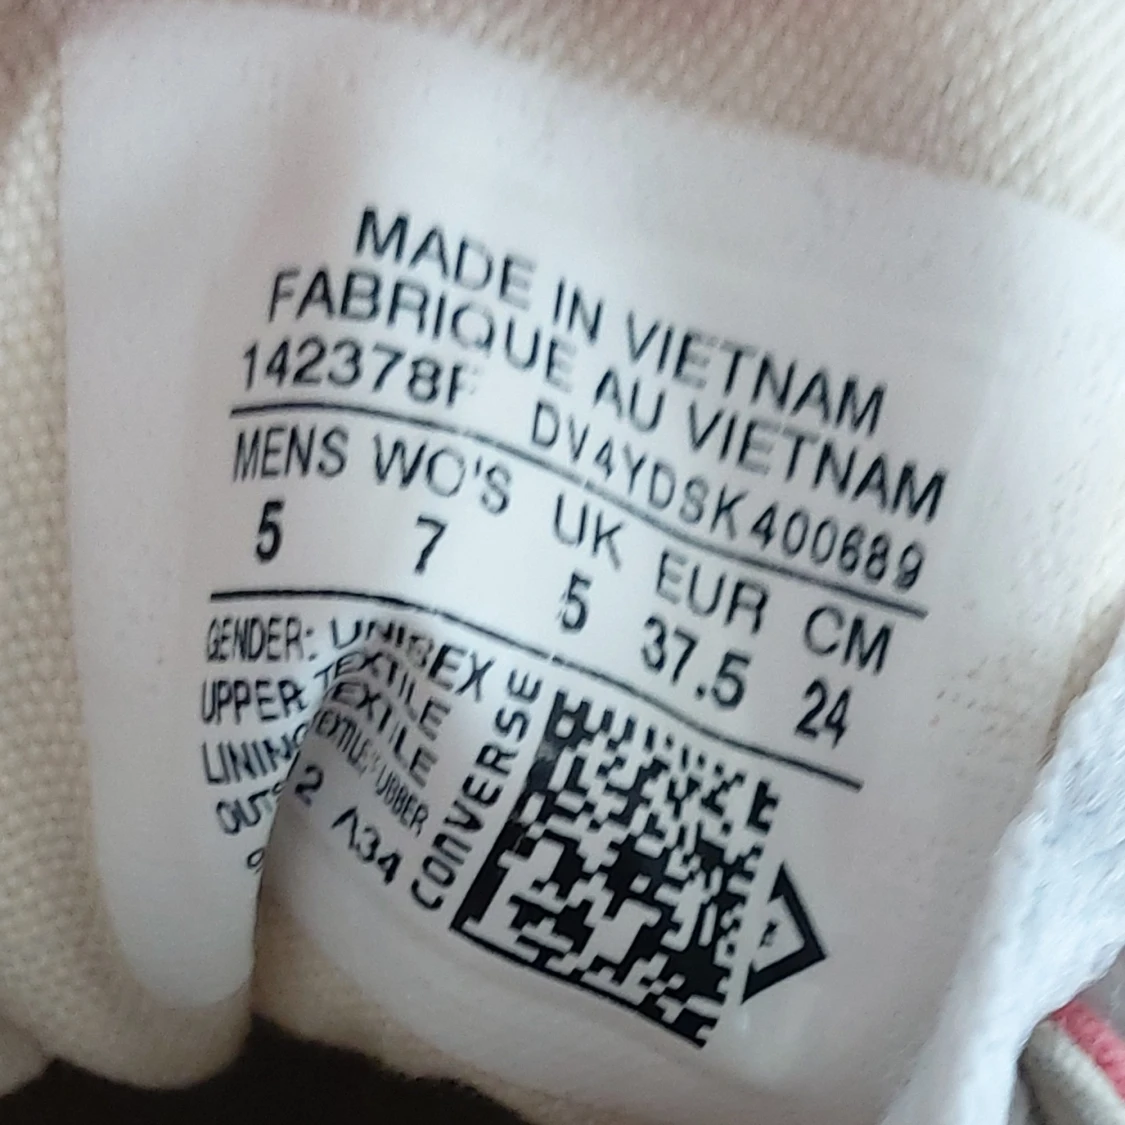 MADE IN VIETNAM
FABRIQUE AU VIETNAM
142378F DV4YDSK400689
MENS WO'S UK EUR CM
5 7 5 37.5 24
GENDER: UNISEX
UPPER: TEXTILE
LINING TEXTILE
2 A34
CONVERSE